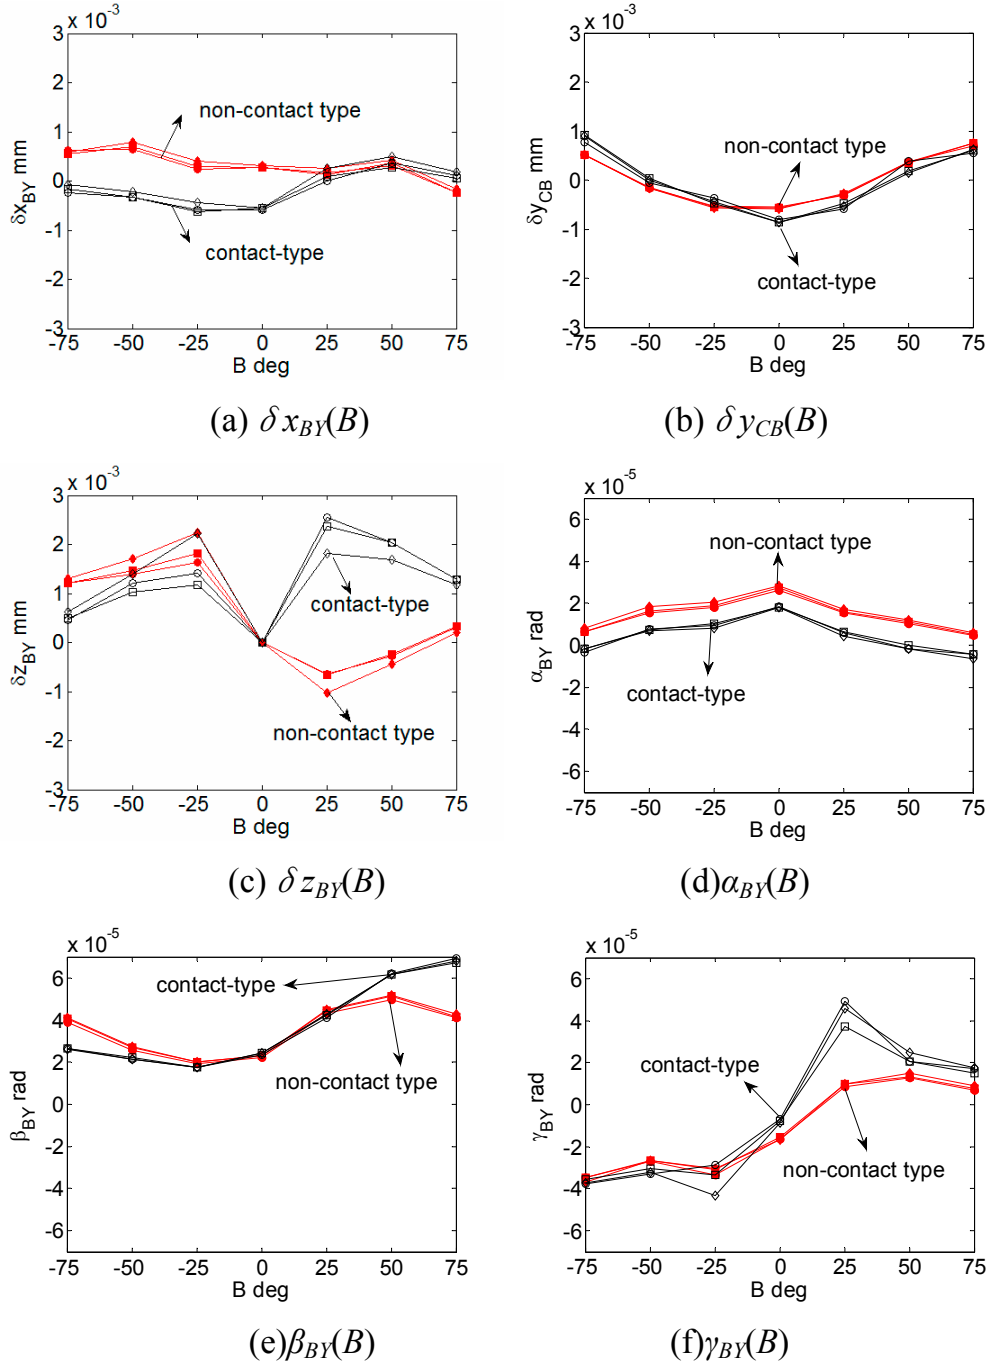 x 10⁻³
3
2
1
0
-1
-2
-3
δx_BY mm
non-contact type
contact-type
-75 -50 -25 0 25 50 75
B deg
(a) δx_BY(B)
x 10⁻³
3
2
1
0
-1
-2
-3
δy_CB mm
non-contact type
contact-type
-75 -50 -25 0 25 50 75
B deg
(b) δy_CB(B)
x 10⁻³
3
2
1
0
-1
-2
-3
δz_BY mm
contact-type
non-contact type
-75 -50 -25 0 25 50 75
B deg
(c) δz_BY(B)
x 10⁻⁵
6
4
2
0
-2
-4
-6
α_BY rad
non-contact type
contact-type
-75 -50 -25 0 25 50 75
B deg
(d)α_BY(B)
x 10⁻⁵
6
4
2
0
-2
-4
-6
β_BY rad
contact-type
non-contact type
-75 -50 -25 0 25 50 75
B deg
(e)β_BY(B)
x 10⁻⁵
6
4
2
0
-2
-4
-6
γ_BY rad
contact-type
non-contact type
-75 -50 -25 0 25 50 75
B deg
(f)γ_BY(B)